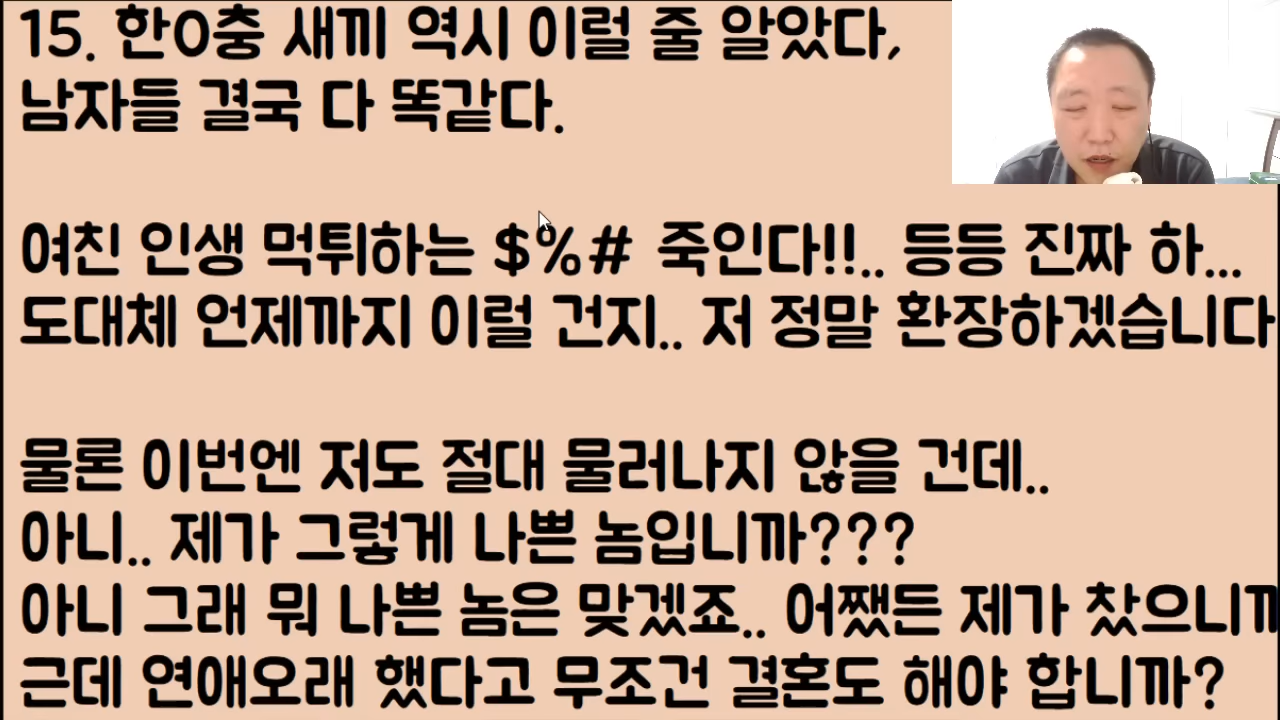 15. 한O충 새끼 역시 이럴 줄 알았다,
남자들 결국 다 똑같다.
여친 인생 먹튀하는 $%# 죽인다!!.. 등등 진짜 하...
도대체 언제까지 이럴 건지.. 저 정말 환장하겠습니다
물론 이번엔 저도 절대 물러나지 않을 건데..
아니.. 제가 그렇게 나쁜 놈입니까???
아니 그래 뭐 나쁜 놈은 맞겠죠.. 어쨌든 제가 찼으니까
근데 연애오래 했다고 무조건 결혼도 해야 합니까?